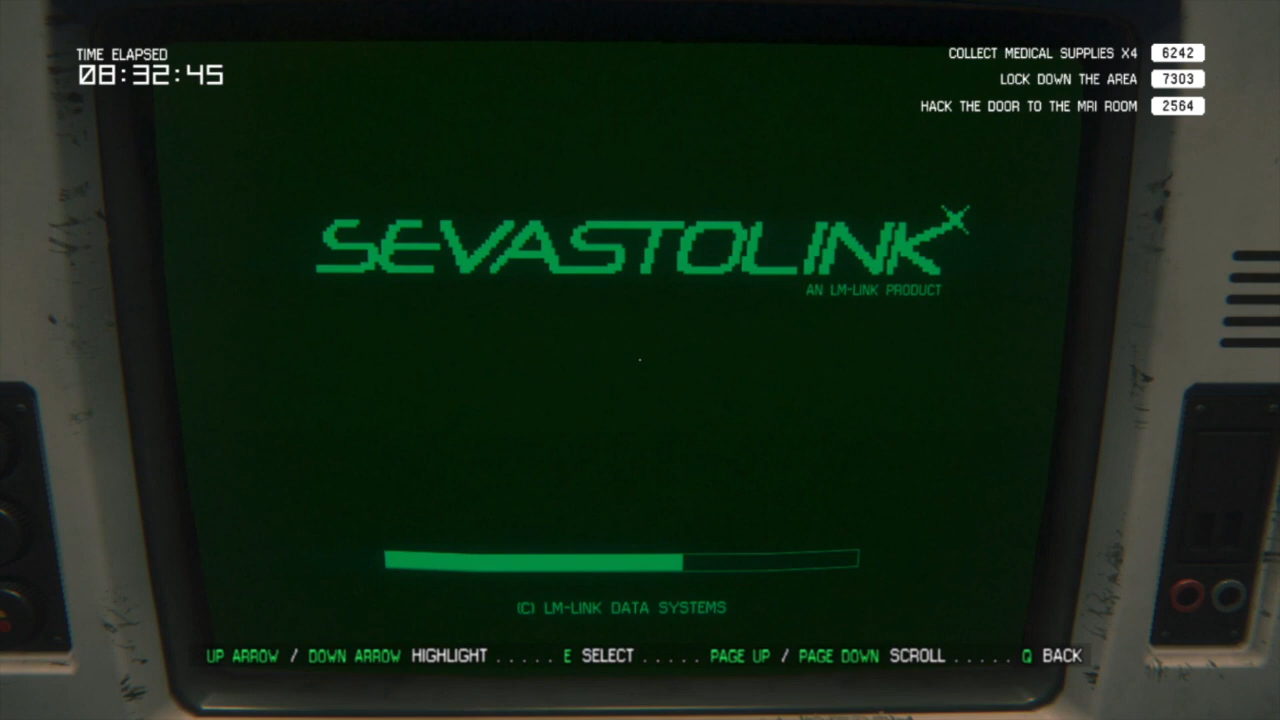 TIME ELAPSED
08:32:45
COLLECT MEDICAL SUPPLIES X4 6242
LOCK DOWN THE AREA 7303
HACK THE DOOR TO THE MRI ROOM 2564
SEVASTOLINK
AN LM-LINK PRODUCT
(C) LM-LINK DATA SYSTEMS
UP ARROW / DOWN ARROW HIGHLIGHT . . . . . E SELECT . . . . . PAGE UP / PAGE DOWN SCROLL . . . . . Q BACK